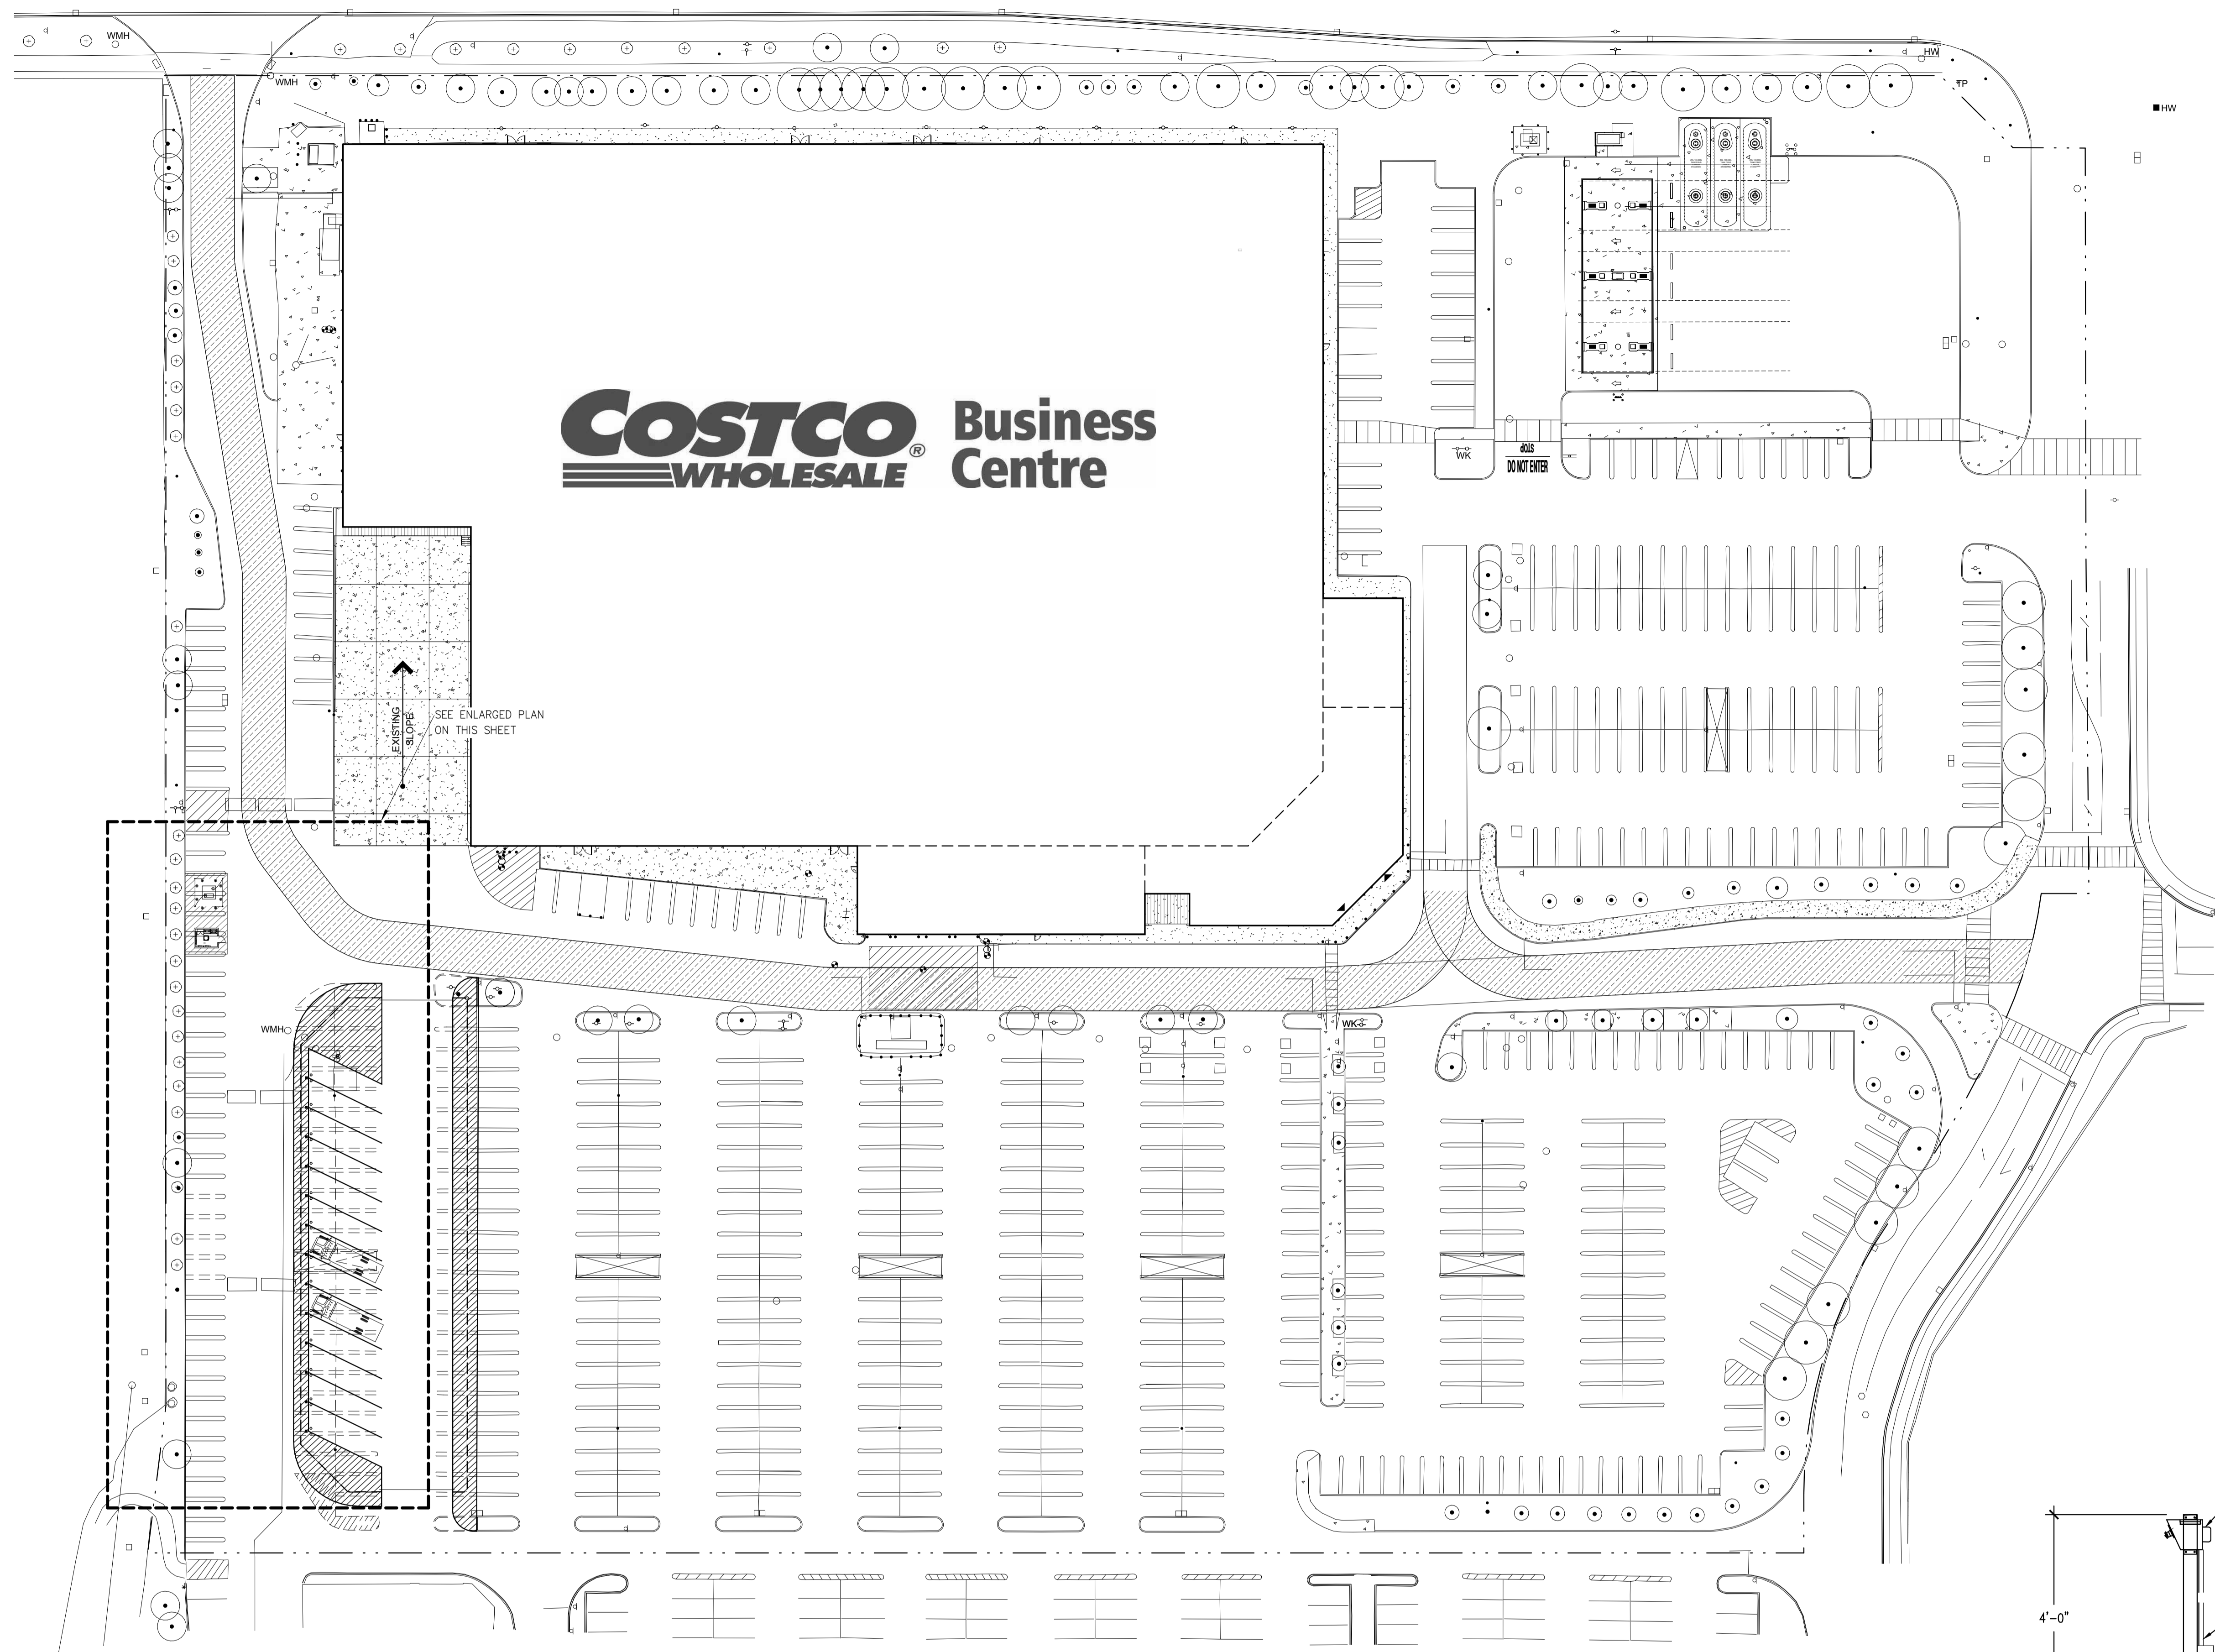 WMH
HW
WMH
TP
HW
COSTCO
WHOLESALE ®
Business
Centre
WK
STOP
DO NOT ENTER
EXISTING
SLOPE
SEE ENLARGED PLAN
ON THIS SHEET
WMH
WK
4'-0"